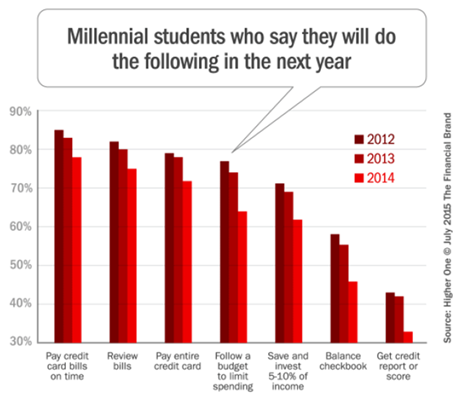 Millennial students who say they will do
the following in the next year
90%
80%
70%
60%
50%
40%
30%
2012
2013
2014
Pay credit
card bills
on time
Review
bills
Pay entire
credit card
Follow a
budget
to limit
spending
Save and
invest
5-10% of
income
Balance
checkbook
Get credit
report or
score
Source: Higher One © July 2015 The Financial Brand